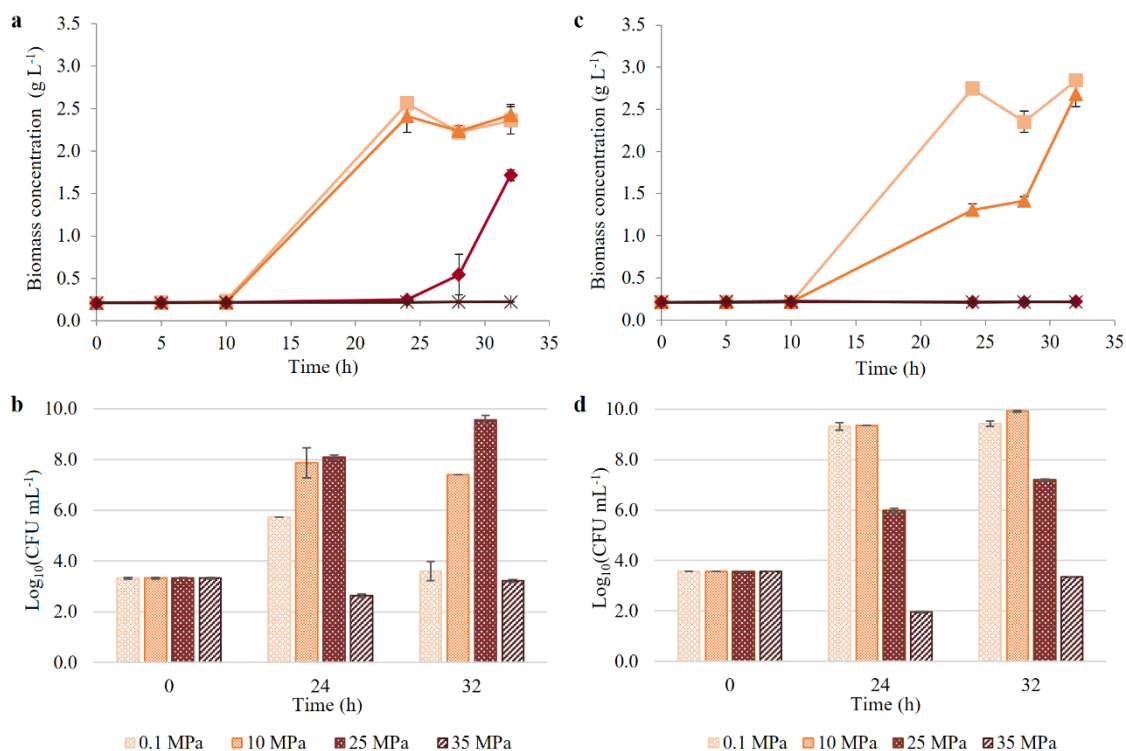 a
3.5
3.0
2.5
2.0
1.5
1.0
0.5
0.0
Biomass concentration (g L⁻¹)
0 5 10 15 20 25 30 35
Time (h)
c
3.5
3.0
2.5
2.0
1.5
1.0
0.5
0.0
Biomass concentration (g L⁻¹)
0 5 10 15 20 25 30 35
Time (h)
b
10.0
8.0
6.0
4.0
2.0
0.0
Log₁₀(CFU mL⁻¹)
0 24 32
Time (h)
d
10.0
8.0
6.0
4.0
2.0
0.0
Log₁₀(CFU mL⁻¹)
0 24 32
Time (h)
0.1 MPa 10 MPa 25 MPa 35 MPa
0.1 MPa 10 MPa 25 MPa 35 MPa